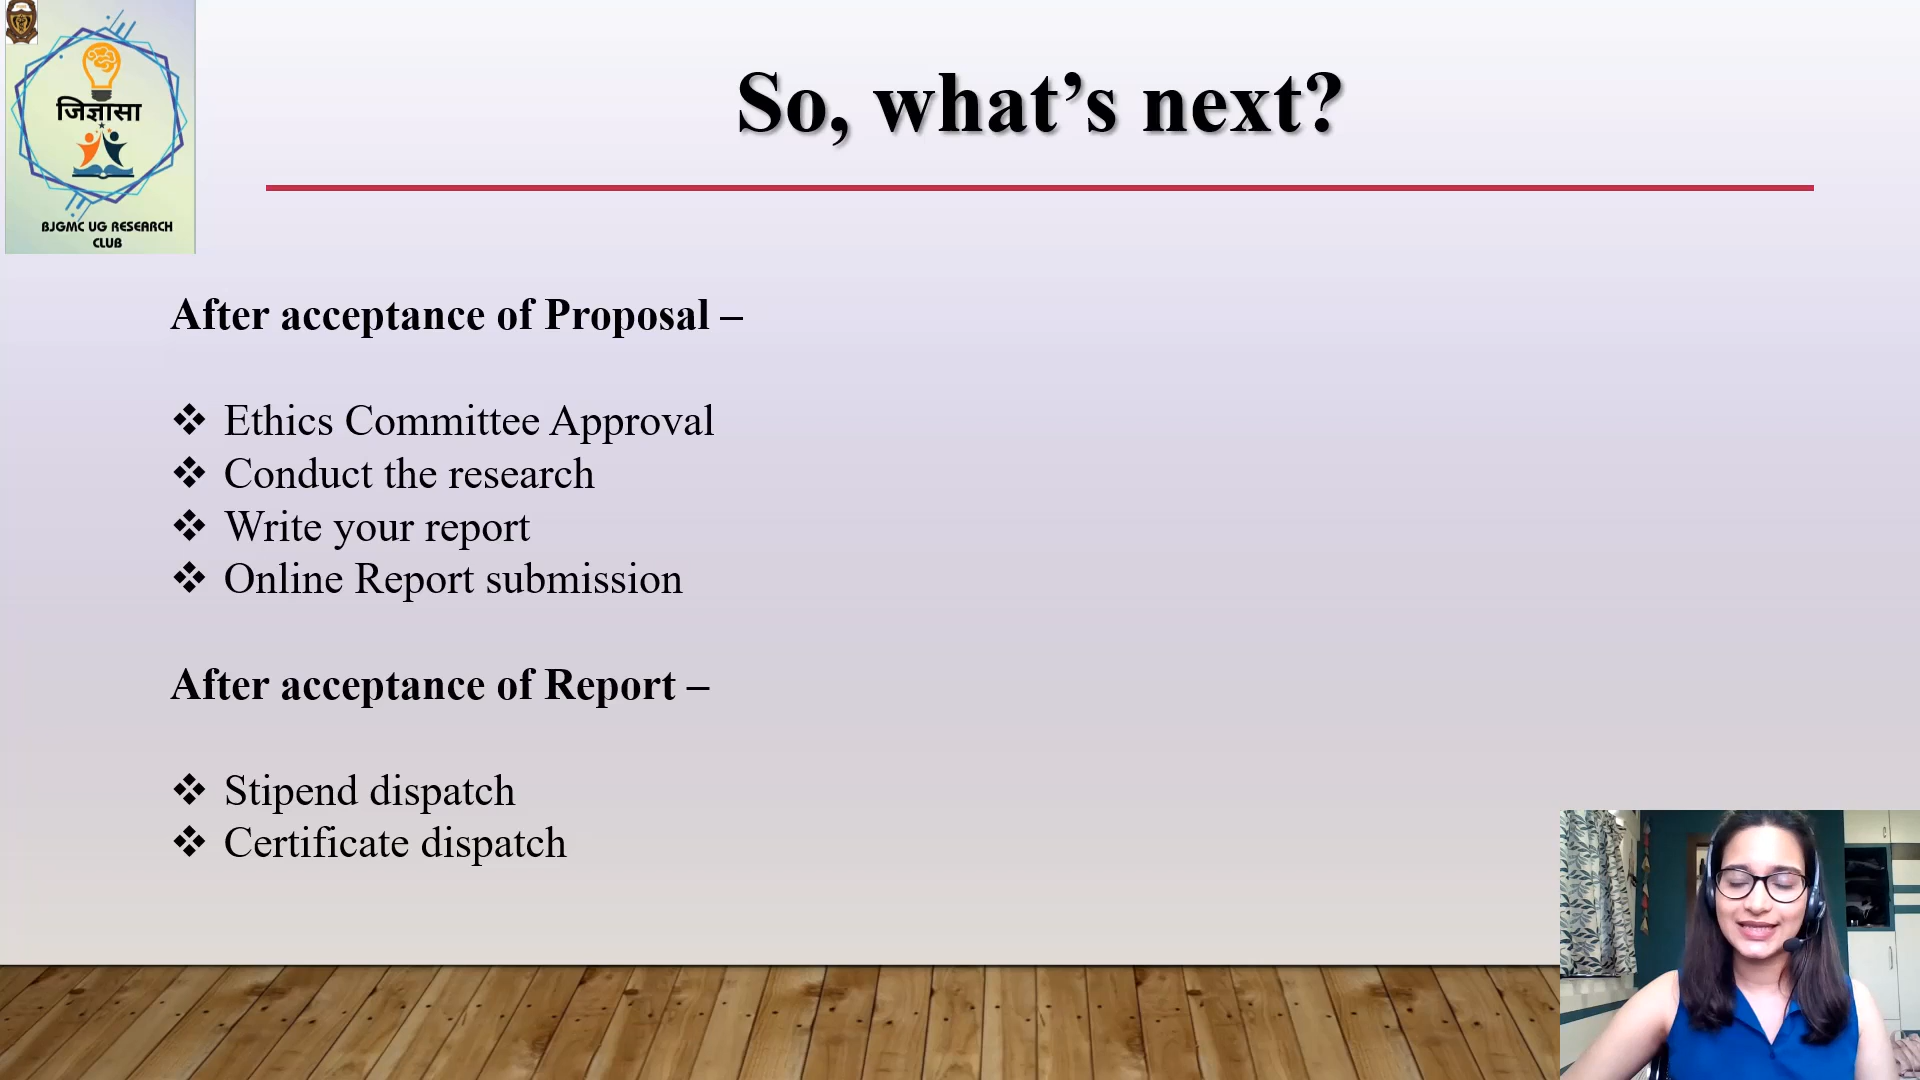 जिज्ञासा
BJGMC UG RESEARCH
CLUB
So, what’s next?
After acceptance of Proposal –
❖ Ethics Committee Approval
❖ Conduct the research
❖ Write your report
❖ Online Report submission
After acceptance of Report –
❖ Stipend dispatch
❖ Certificate dispatch